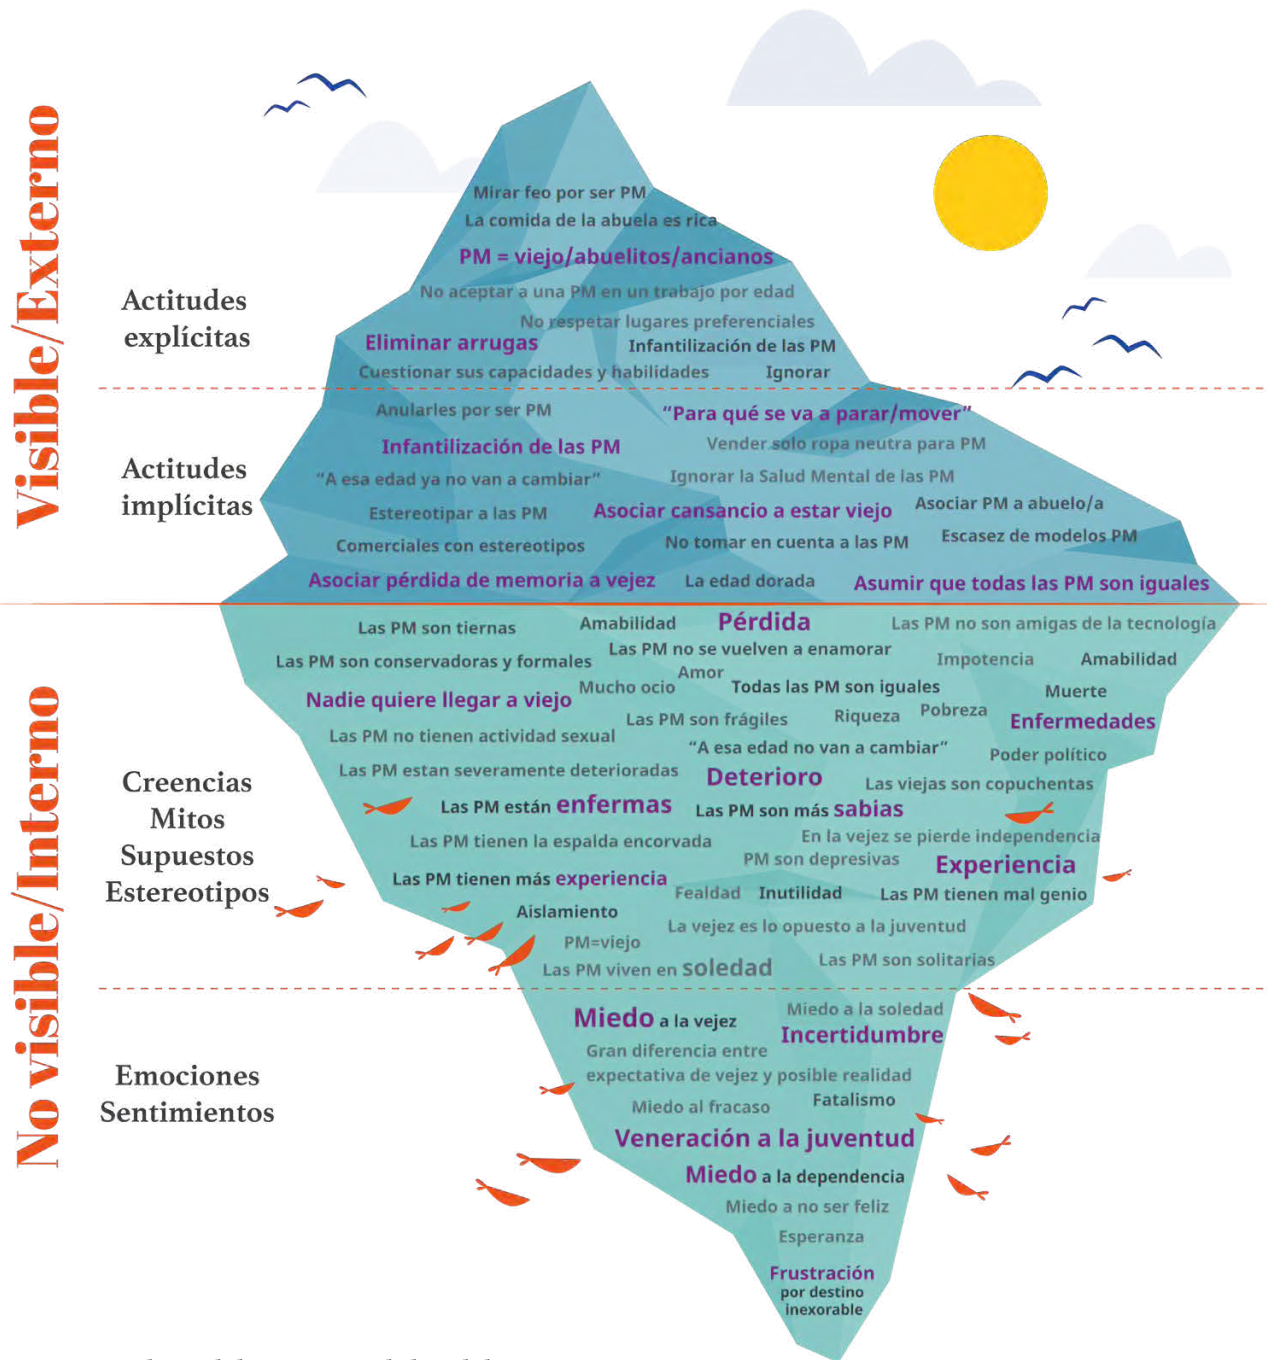 Visible/Externo
Actitudes
explícitas
Mirar feo por ser PM
La comida de la abuela es rica
PM = viejo/abuelitos/ancianos
No aceptar a una PM en un trabajo por edad
No respetar lugares preferenciales
Eliminar arrugas
Infantilización de las PM
Cuestionar sus capacidades y habilidades
Ignorar
Actitudes
implícitas
Anularles por ser PM
“Para qué se va a parar/mover”
Infantilización de las PM
Vender solo ropa neutra para PM
“A esa edad ya no van a cambiar”
Ignorar la Salud Mental de las PM
Estereotipar a las PM
Asociar cansancio a estar viejo
Asociar PM a abuelo/a
Comerciales con estereotipos
No tomar en cuenta a las PM
Escasez de modelos PM
Asociar pérdida de memoria a vejez
La edad dorada
Asumir que todas las PM son iguales
No visible/Interno
Creencias
Mitos
Supuestos
Estereotipos
Las PM son tiernas
Amabilidad
Pérdida
Las PM no son amigas de la tecnología
Las PM son conservadoras y formales
Las PM no se vuelven a enamorar
Impotencia
Amabilidad
Amor
Nadie quiere llegar a viejo
Mucho ocio
Todas las PM son iguales
Muerte
Las PM son frágiles
Riqueza
Pobreza
Enfermedades
Las PM no tienen actividad sexual
“A esa edad no van a cambiar”
Poder político
Las PM estan severamente deterioradas
Deterioro
Las viejas son copuchentas
Las PM están enfermas
Las PM son más sabias
Las PM tienen la espalda encorvada
En la vejez se pierde independencia
PM son depresivas
Experiencia
Las PM tienen más experiencia
Fealdad
Inutilidad
Las PM tienen mal genio
Aislamiento
La vejez es lo opuesto a la juventud
PM=viejo
Las PM viven en soledad
Las PM son solitarias
Emociones
Sentimientos
Miedo a la vejez
Miedo a la soledad
Incertidumbre
Gran diferencia entre
expectativa de vejez y posible realidad
Miedo al fracaso
Fatalismo
Veneración a la juventud
Miedo a la dependencia
Miedo a no ser feliz
Esperanza
Frustración
por destino
inexorable